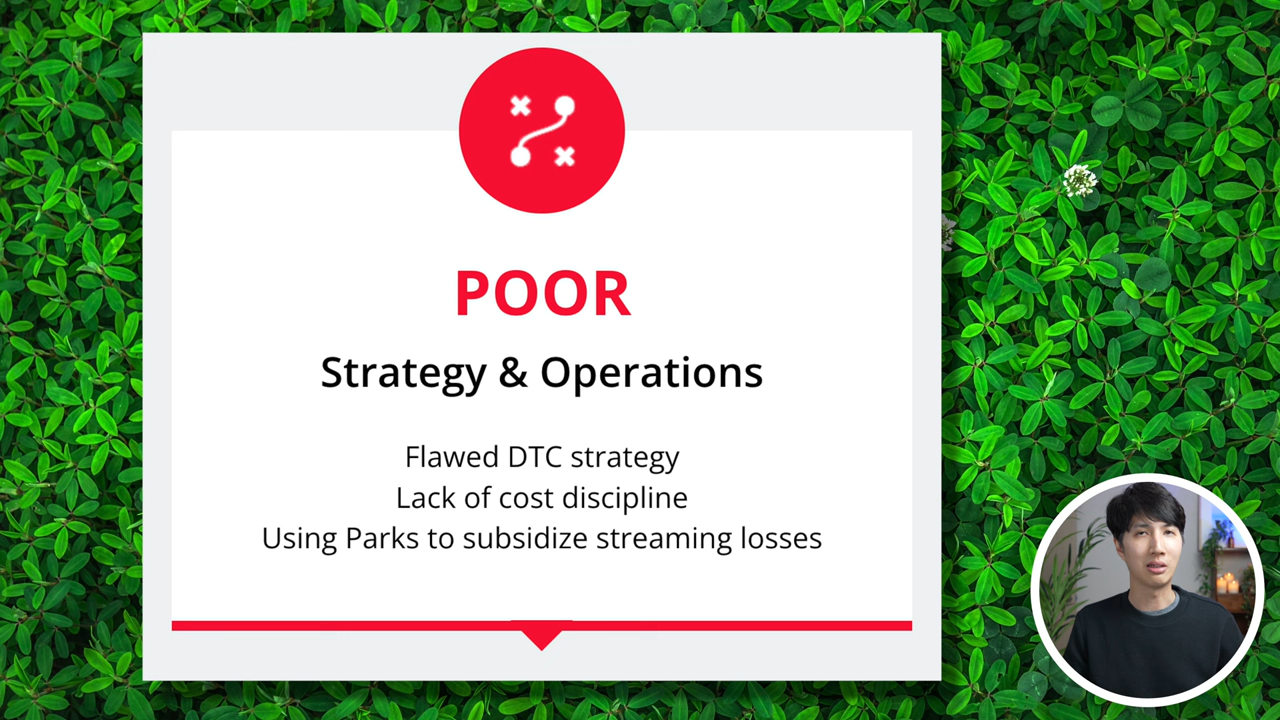 POOR
Strategy & Operations
Flawed DTC strategy
Lack of cost discipline
Using Parks to subsidize streaming losses